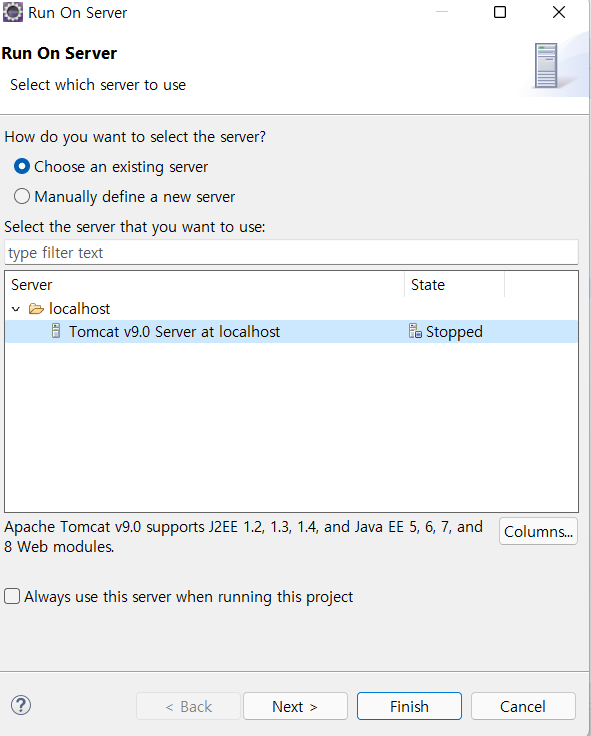 Run On Server
Run On Server
Select which server to use
How do you want to select the server?
Choose an existing server
Manually define a new server
Select the server that you want to use:
type filter text
Server State
localhost
Tomcat v9.0 Server at localhost Stopped
Apache Tomcat v9.0 supports J2EE 1.2, 1.3, 1.4, and Java EE 5, 6, 7, and
8 Web modules.
Columns...
Always use this server when running this project
? < Back Next > Finish Cancel